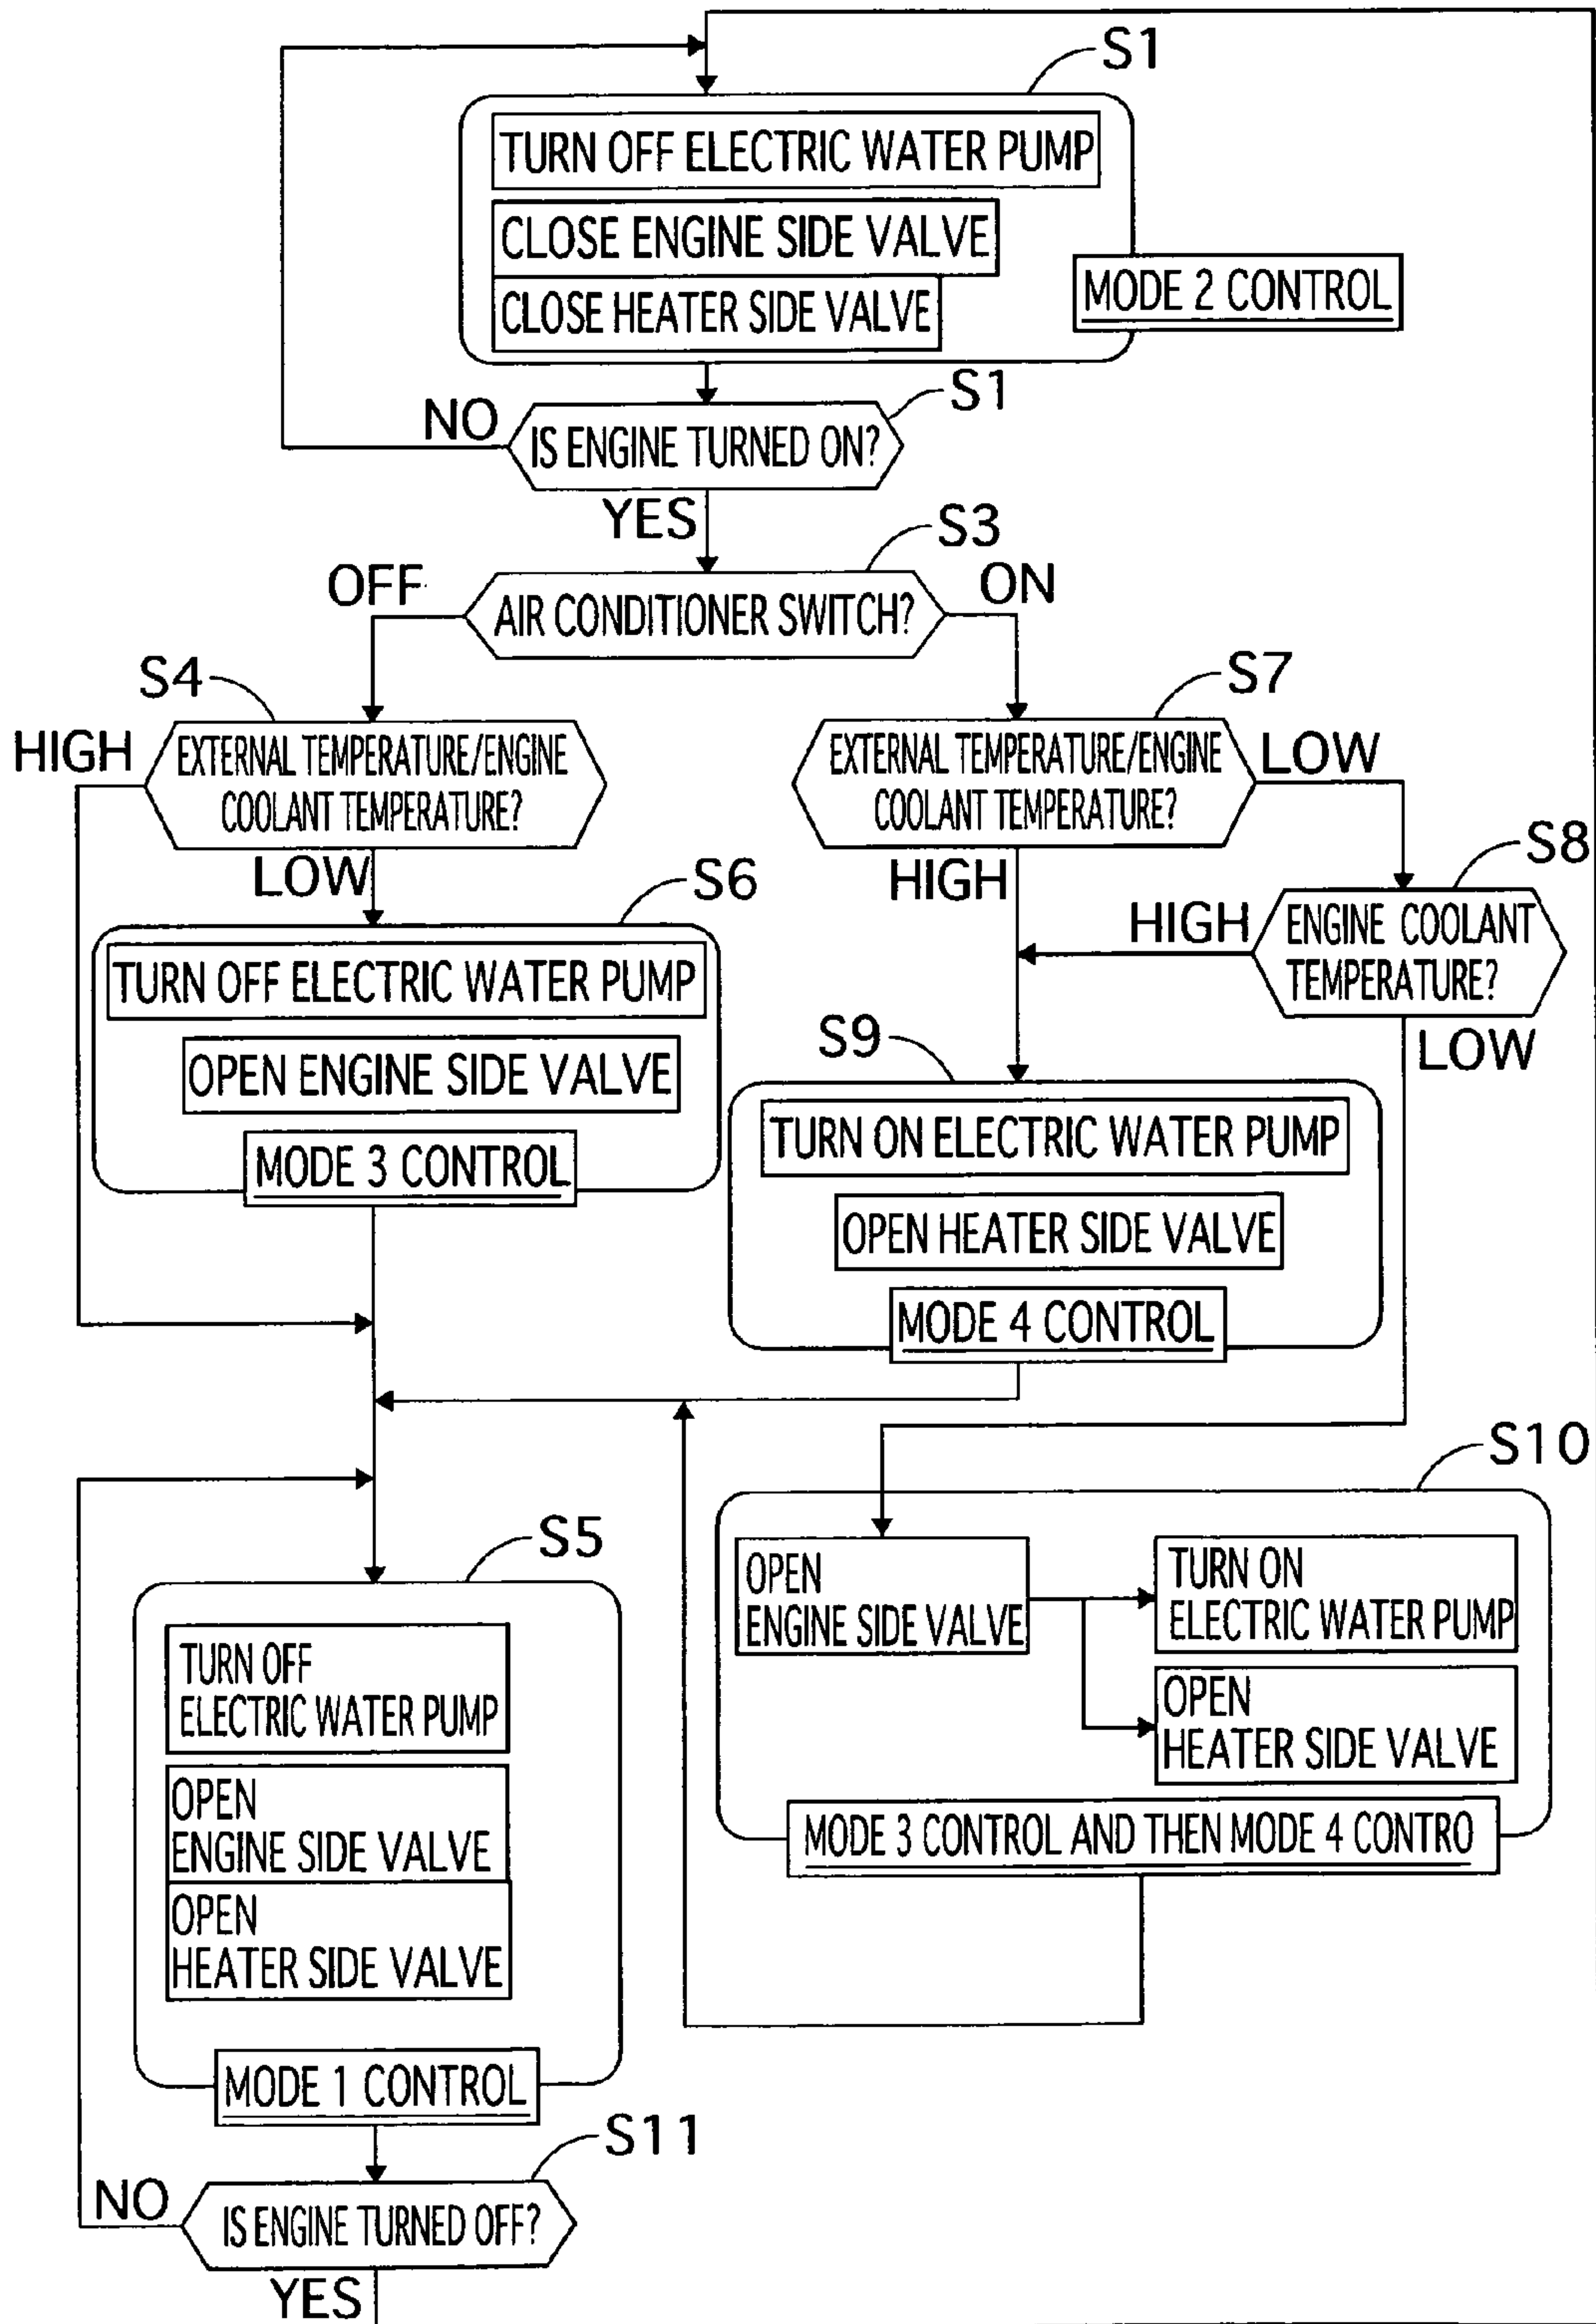 S1
TURN OFF ELECTRIC WATER PUMP
CLOSE ENGINE SIDE VALVE
CLOSE HEATER SIDE VALVE
MODE 2 CONTROL
S1
NO
IS ENGINE TURNED ON?
YES
S3
OFF
ON
AIR CONDITIONER SWITCH?
S4
HIGH
EXTERNAL TEMPERATURE/ENGINE
COOLANT TEMPERATURE?
LOW
S7
EXTERNAL TEMPERATURE/ENGINE
COOLANT TEMPERATURE?
LOW
HIGH
S8
HIGH
ENGINE COOLANT
TEMPERATURE?
LOW
S6
TURN OFF ELECTRIC WATER PUMP
OPEN ENGINE SIDE VALVE
MODE 3 CONTROL
S9
TURN ON ELECTRIC WATER PUMP
OPEN HEATER SIDE VALVE
MODE 4 CONTROL
S10
OPEN
ENGINE SIDE VALVE
TURN ON
ELECTRIC WATER PUMP
OPEN
HEATER SIDE VALVE
MODE 3 CONTROL AND THEN MODE 4 CONTRO
S5
TURN OFF
ELECTRIC WATER PUMP
OPEN
ENGINE SIDE VALVE
OPEN
HEATER SIDE VALVE
MODE 1 CONTROL
S11
NO
IS ENGINE TURNED OFF?
YES